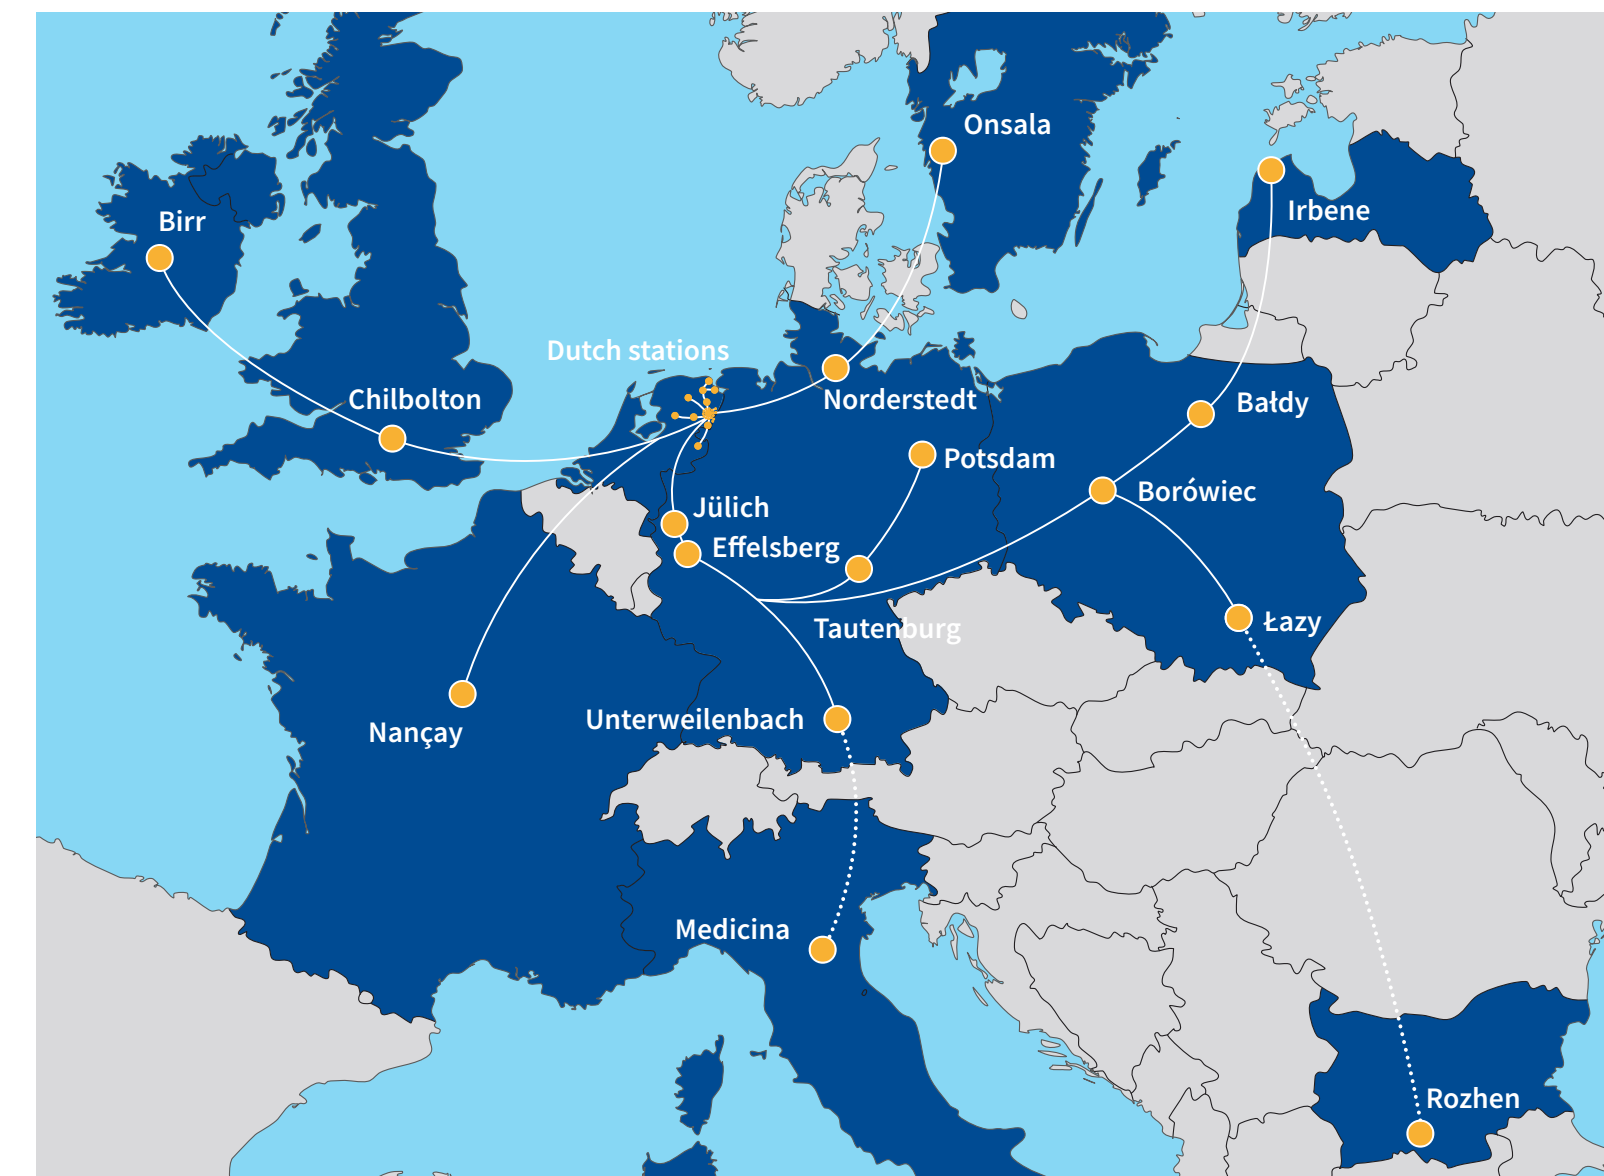 Onsala
Irbene
Birr
Dutch stations
Chilbolton
Norderstedt
Bałdy
Potsdam
Borówiec
Jülich
Effelsberg
Tautenburg
Łazy
Unterweilenbach
Nançay
Medicina
Rozhen